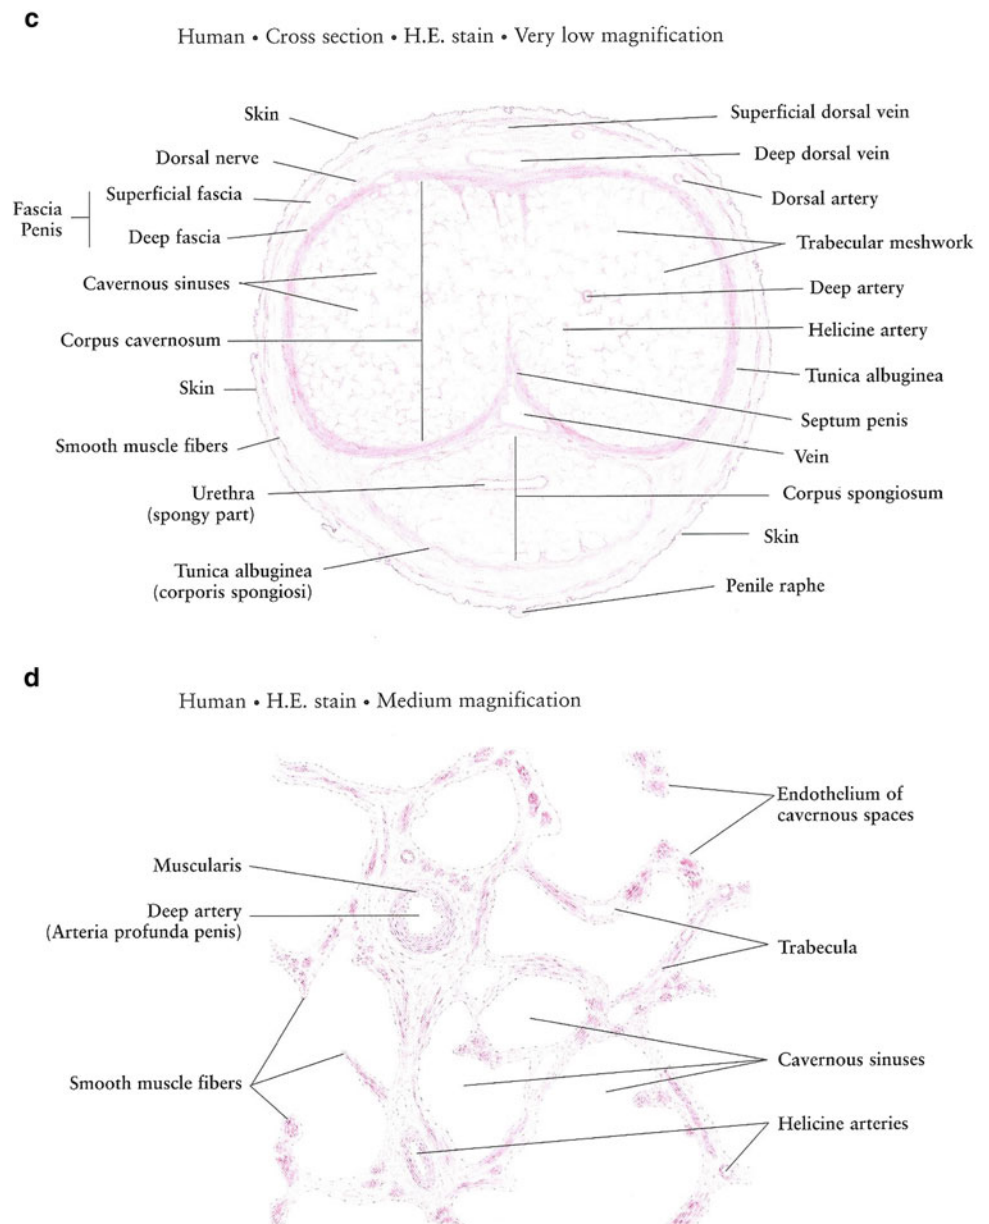 c
Human • Cross section • H.E. stain • Very low magnification
Skin
Dorsal nerve
Superficial fascia
Fascia
Penis
Deep fascia
Cavernous sinuses
Corpus cavernosum
Skin
Smooth muscle fibers
Urethra
(spongy part)
Tunica albuginea
(corporis spongiosi)
Superficial dorsal vein
Deep dorsal vein
Dorsal artery
Trabecular meshwork
Deep artery
Helicine artery
Tunica albuginea
Septum penis
Vein
Corpus spongiosum
Skin
Penile raphe
d
Human • H.E. stain • Medium magnification
Muscularis
Deep artery
(Arteria profunda penis)
Smooth muscle fibers
Endothelium of
cavernous spaces
Trabecula
Cavernous sinuses
Helicine arteries